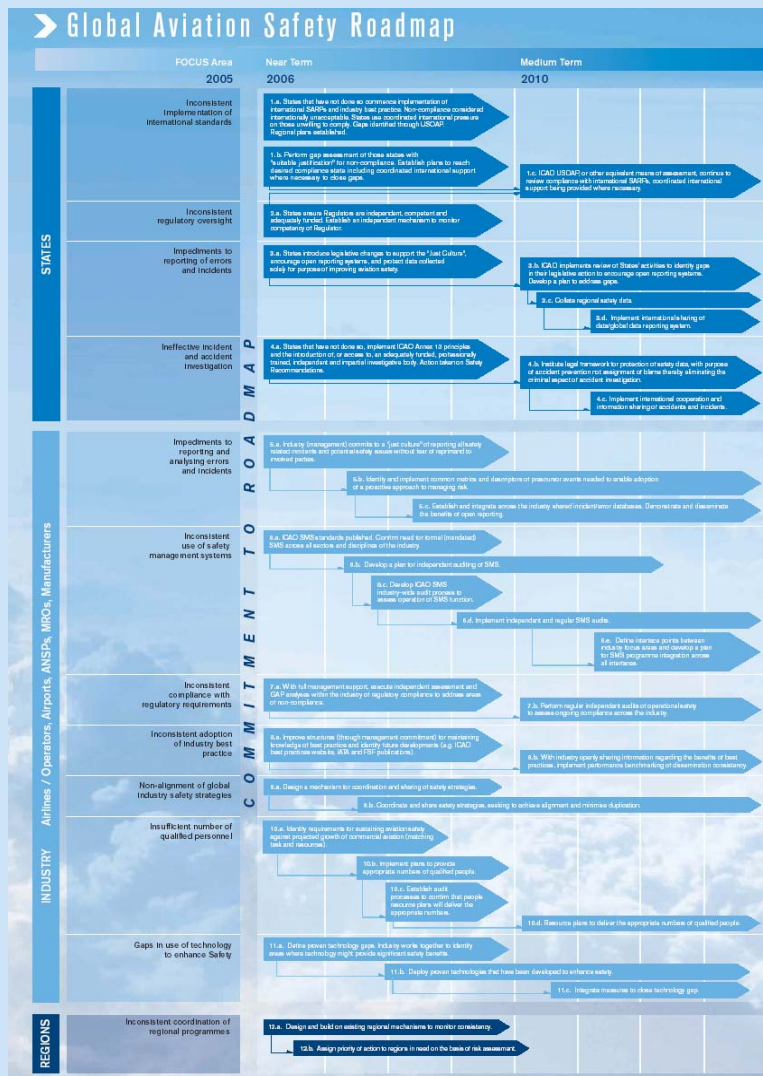 Global Aviation Safety Roadmap
FOCUS Area
Near Term
Medium Term
2005
2006
2010
STATES
Inconsistent
Implementation of
International standards
1.a. States that have not done so commence implementation of
international SARPs and industry best practice. Non-compliance considered
internationally unacceptable. States use coordinated international pressure
on those unwilling to comply. Gaps identified through USOAP.
Regional plans established.
1.b. Perform gap assessment of those states with
"suitable justification" for non-compliance. Establish plans to reach
desired compliance state including coordinated international support
where necessary to close gaps.
1.c. ICAO USOAP, or other equivalent means of assessment, continue to
review compliance with international SARPs, coordinated international
support being provided where necessary.
Inconsistent
regulatory oversight
2.a. States ensure Regulators are independent, competent and
adequately funded. Establish an independent mechanism to monitor
competency of Regulator.
Impediments to
reporting of errors
and incidents
3.a. States introduce legislative changes to support the "Just Culture",
encourage open reporting systems, and protect data collected
solely for purpose of improving aviation safety.
3.b. ICAO implements review of States' activities to identify gaps
in their legislative action to encourage open reporting systems.
Develop a plan to address gaps.
3.c. Collate regional safety data.
3.d. Implement international sharing of
data/global data reporting system.
Ineffective incident
and accident
investigation
4.a. States that have not done so, implement ICAO Annex 13 principles
and the introduction of, or access to, an adequately funded, professionally
trained, independent and impartial investigative body. Action taken on Safety
Recommendations.
4.b. Institute legal framework for protection of safety data, with purpose
of accident prevention not assignment of blame thereby eliminating the
criminal aspect of accident investigation.
4.c. Implement international cooperation and
information sharing of accidents and incidents.
COMMITMENT TO ROADMAP
INDUSTRY Airlines / Operators, Airports, ANSPs, MROs, Manufacturers
Impediments to
reporting and
analysing errors
and incidents
5.a. Industry (management) commits to a "just culture" of reporting all safety
related incidents and potential safety issues without fear of reprimand to
involved parties.
5.b. Identify and implement common metrics and descriptors of precursor events needed to enable adoption
of a proactive approach to managing risk.
5.c. Establish and integrate across the industry shared incident/error databases. Demonstrate and disseminate
the benefits of open reporting.
Inconsistent
use of safety
management systems
6.a. ICAO SMS standards published. Confirm need for formal (mandated)
SMS across all sectors and disciplines of the industry.
6.b. Develop a plan for independent auditing of SMS.
6.c. Develop ICAO SMS
industry-wide audit process to
assess operation of SMS function.
6.d. Implement independent and regular SMS audits.
6.e. Define interface points between
industry focus areas and develop a plan
for SMS programme integration across
all interfaces.
Inconsistent
compliance with
regulatory requirements
7.a. With full management support, execute independent assessment and
GAP analyses within the industry of regulatory compliance to address areas
of non-compliance.
7.b. Perform regular independent audits of operational safety
to assess ongoing compliance across the industry.
Inconsistent adoption
of industry best
practice
8.a. Improve structures (through management commitment) for maintaining
knowledge of best practice and identify future developments (e.g. ICAO
best practices website, IATA and FSF publications).
8.b. With industry openly sharing information regarding the benefits of best
practices, implement performance benchmarking of dissemination consistency.
Non-alignment of global
industry safety strategies
9.a. Design a mechanism for coordination and sharing of safety strategies.
9.b. Coordinate and share safety strategies, seeking to achieve alignment and minimise duplication.
Insufficient number of
qualified personnel
10.a. Identify requirements for sustaining aviation safety
against projected growth of commercial aviation (matching
task and resources).
10.b. Implement plans to provide
appropriate numbers of qualified people.
10.c. Establish audit
processes to confirm that people
resource plans will deliver the
appropriate numbers.
10.d. Resource plans to deliver the appropriate numbers of qualified people.
Gaps in use of technology
to enhance Safety
11.a. Define proven technology gaps. Industry works together to identify
areas where technology might provide significant safety benefits.
11.b. Deploy proven technologies that have been developed to enhance safety.
11.c. Integrate measures to close technology gap.
REGIONS
Inconsistent coordination of
regional programmes
12.a. Design and build on existing regional mechanisms to monitor consistency.
12.b. Assign priority of action to regions in need on the basis of risk assessment.